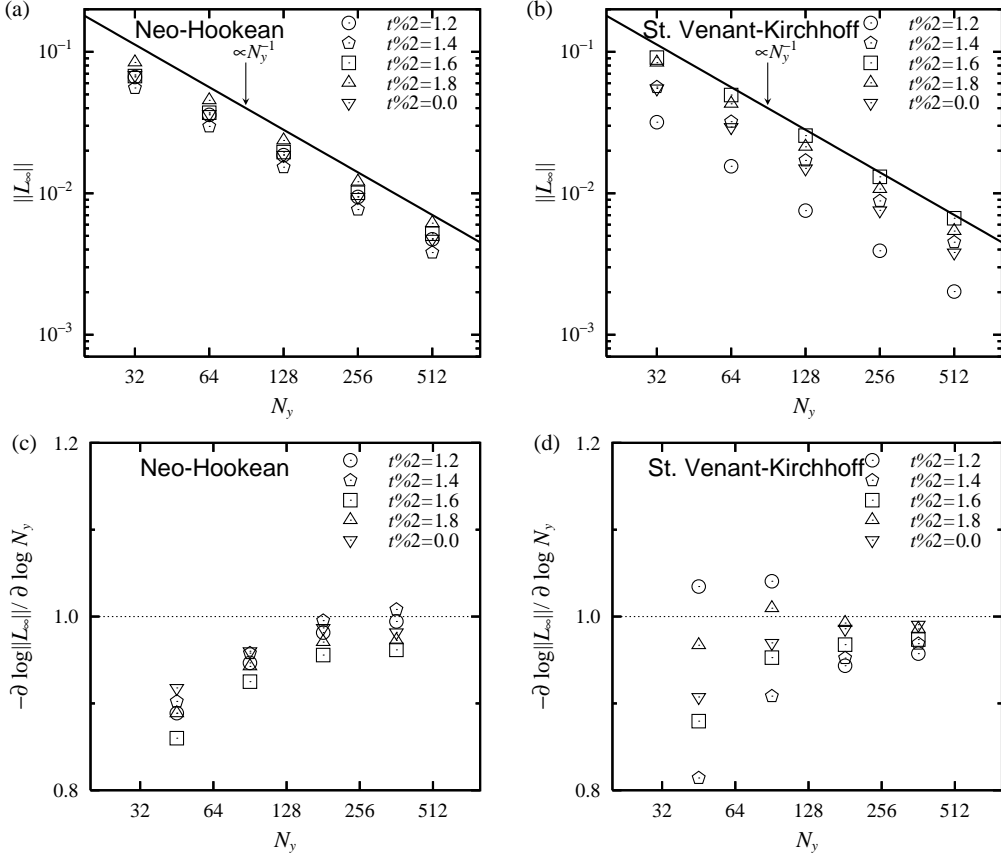 (a)
Neo-Hookean
∝N_y^{-1}
t%2=1.2
t%2=1.4
t%2=1.6
t%2=1.8
t%2=0.0
10^{-1}
10^{-2}
10^{-3}
||L_∞||
32 64 128 256 512
N_y
(b)
St. Venant-Kirchhoff
∝N_y^{-1}
t%2=1.2
t%2=1.4
t%2=1.6
t%2=1.8
t%2=0.0
10^{-1}
10^{-2}
10^{-3}
||L_∞||
32 64 128 256 512
N_y
(c)
Neo-Hookean
t%2=1.2
t%2=1.4
t%2=1.6
t%2=1.8
t%2=0.0
1.2
1.0
0.8
−∂ log||L_∞|| / ∂ log N_y
32 64 128 256 512
N_y
(d)
St. Venant-Kirchhoff
t%2=1.2
t%2=1.4
t%2=1.6
t%2=1.8
t%2=0.0
1.2
1.0
0.8
−∂ log||L_∞|| / ∂ log N_y
32 64 128 256 512
N_y